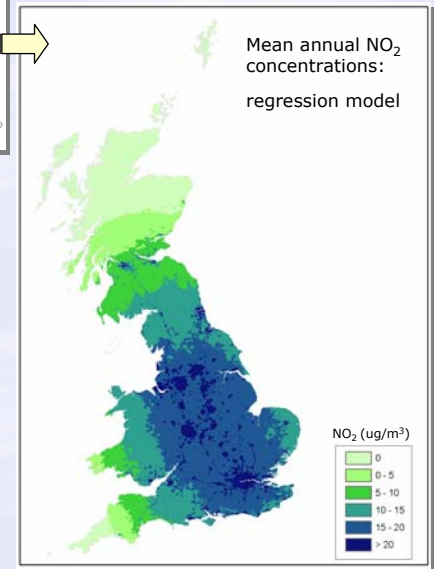 Mean annual NO₂
concentrations:
regression model
NO₂ (ug/m³)
0
0 - 5
5 - 10
10 - 15
15 - 20
> 20